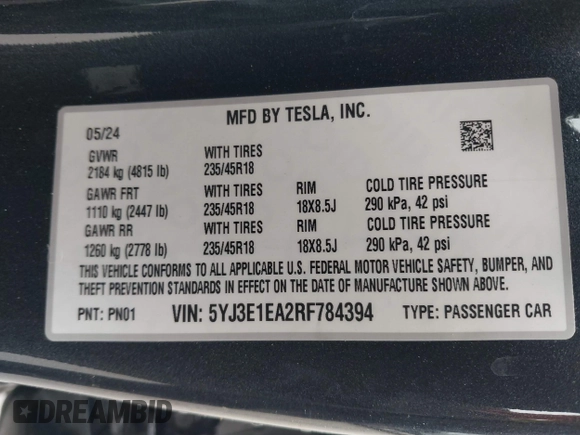 MFD BY TESLA, INC.
05/24
GVWR WITH TIRES
2184 kg (4815 lb) 235/45R18
GAWR FRT WITH TIRES RIM COLD TIRE PRESSURE
1110 kg (2447 lb) 235/45R18 18X8.5J 290 kPa, 42 psi
GAWR RR WITH TIRES RIM COLD TIRE PRESSURE
1260 kg (2778 lb) 235/45R18 18X8.5J 290 kPa, 42 psi
THIS VEHICLE CONFORMS TO ALL APPLICABLE U.S. FEDERAL MOTOR VEHICLE SAFETY, BUMPER, AND
THEFT PREVENTION STANDARDS IN EFFECT ON THE DATE OF MANUFACTURE SHOWN ABOVE.
PNT: PN01 VIN: 5YJ3E1EA2RF784394 TYPE: PASSENGER CAR
DREAMBID